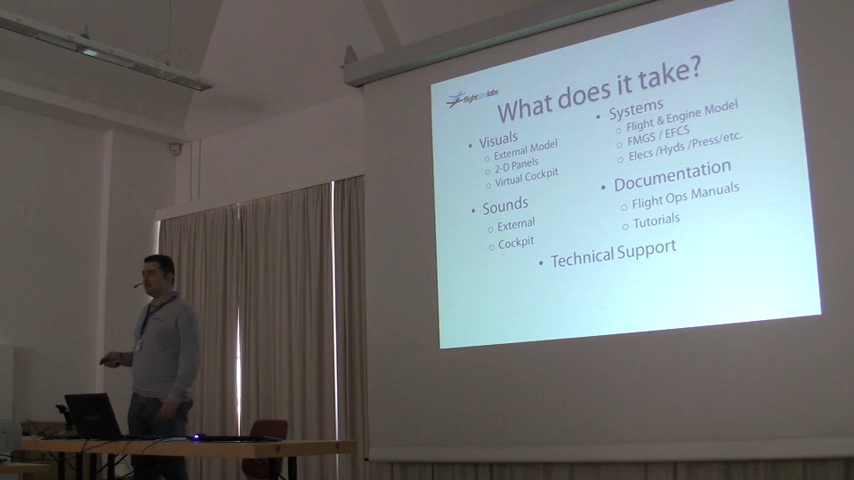 flightsimlabs
What does it take?
• Visuals
○ External Model
○ 2-D Panels
○ Virtual Cockpit
• Sounds
○ External
○ Cockpit
• Systems
○ Flight & Engine Model
○ FMGS / EFCS
○ Elecs /Hyds /Press/etc.
• Documentation
○ Flight Ops Manuals
○ Tutorials
• Technical Support